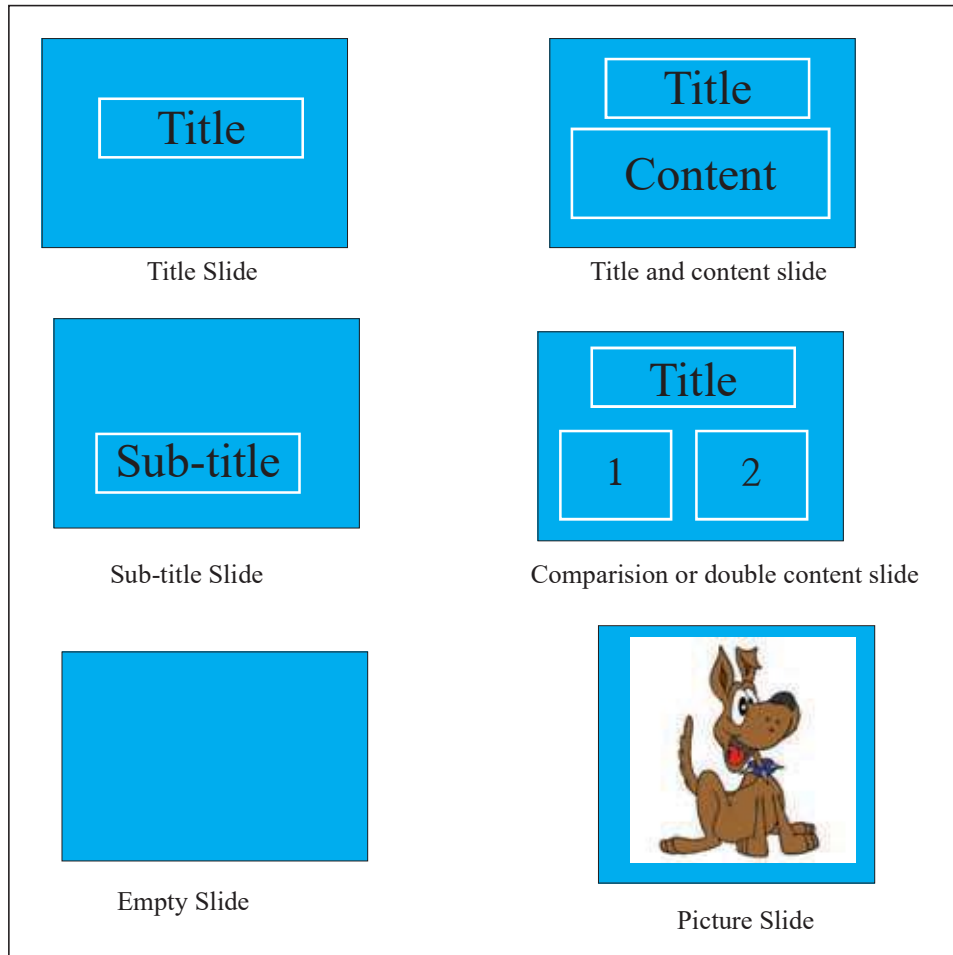 Title
Title Slide
Title
Content
Title and content slide
Sub-title
Sub-title Slide
Title
1 2
Comparision or double content slide
Empty Slide
Picture Slide